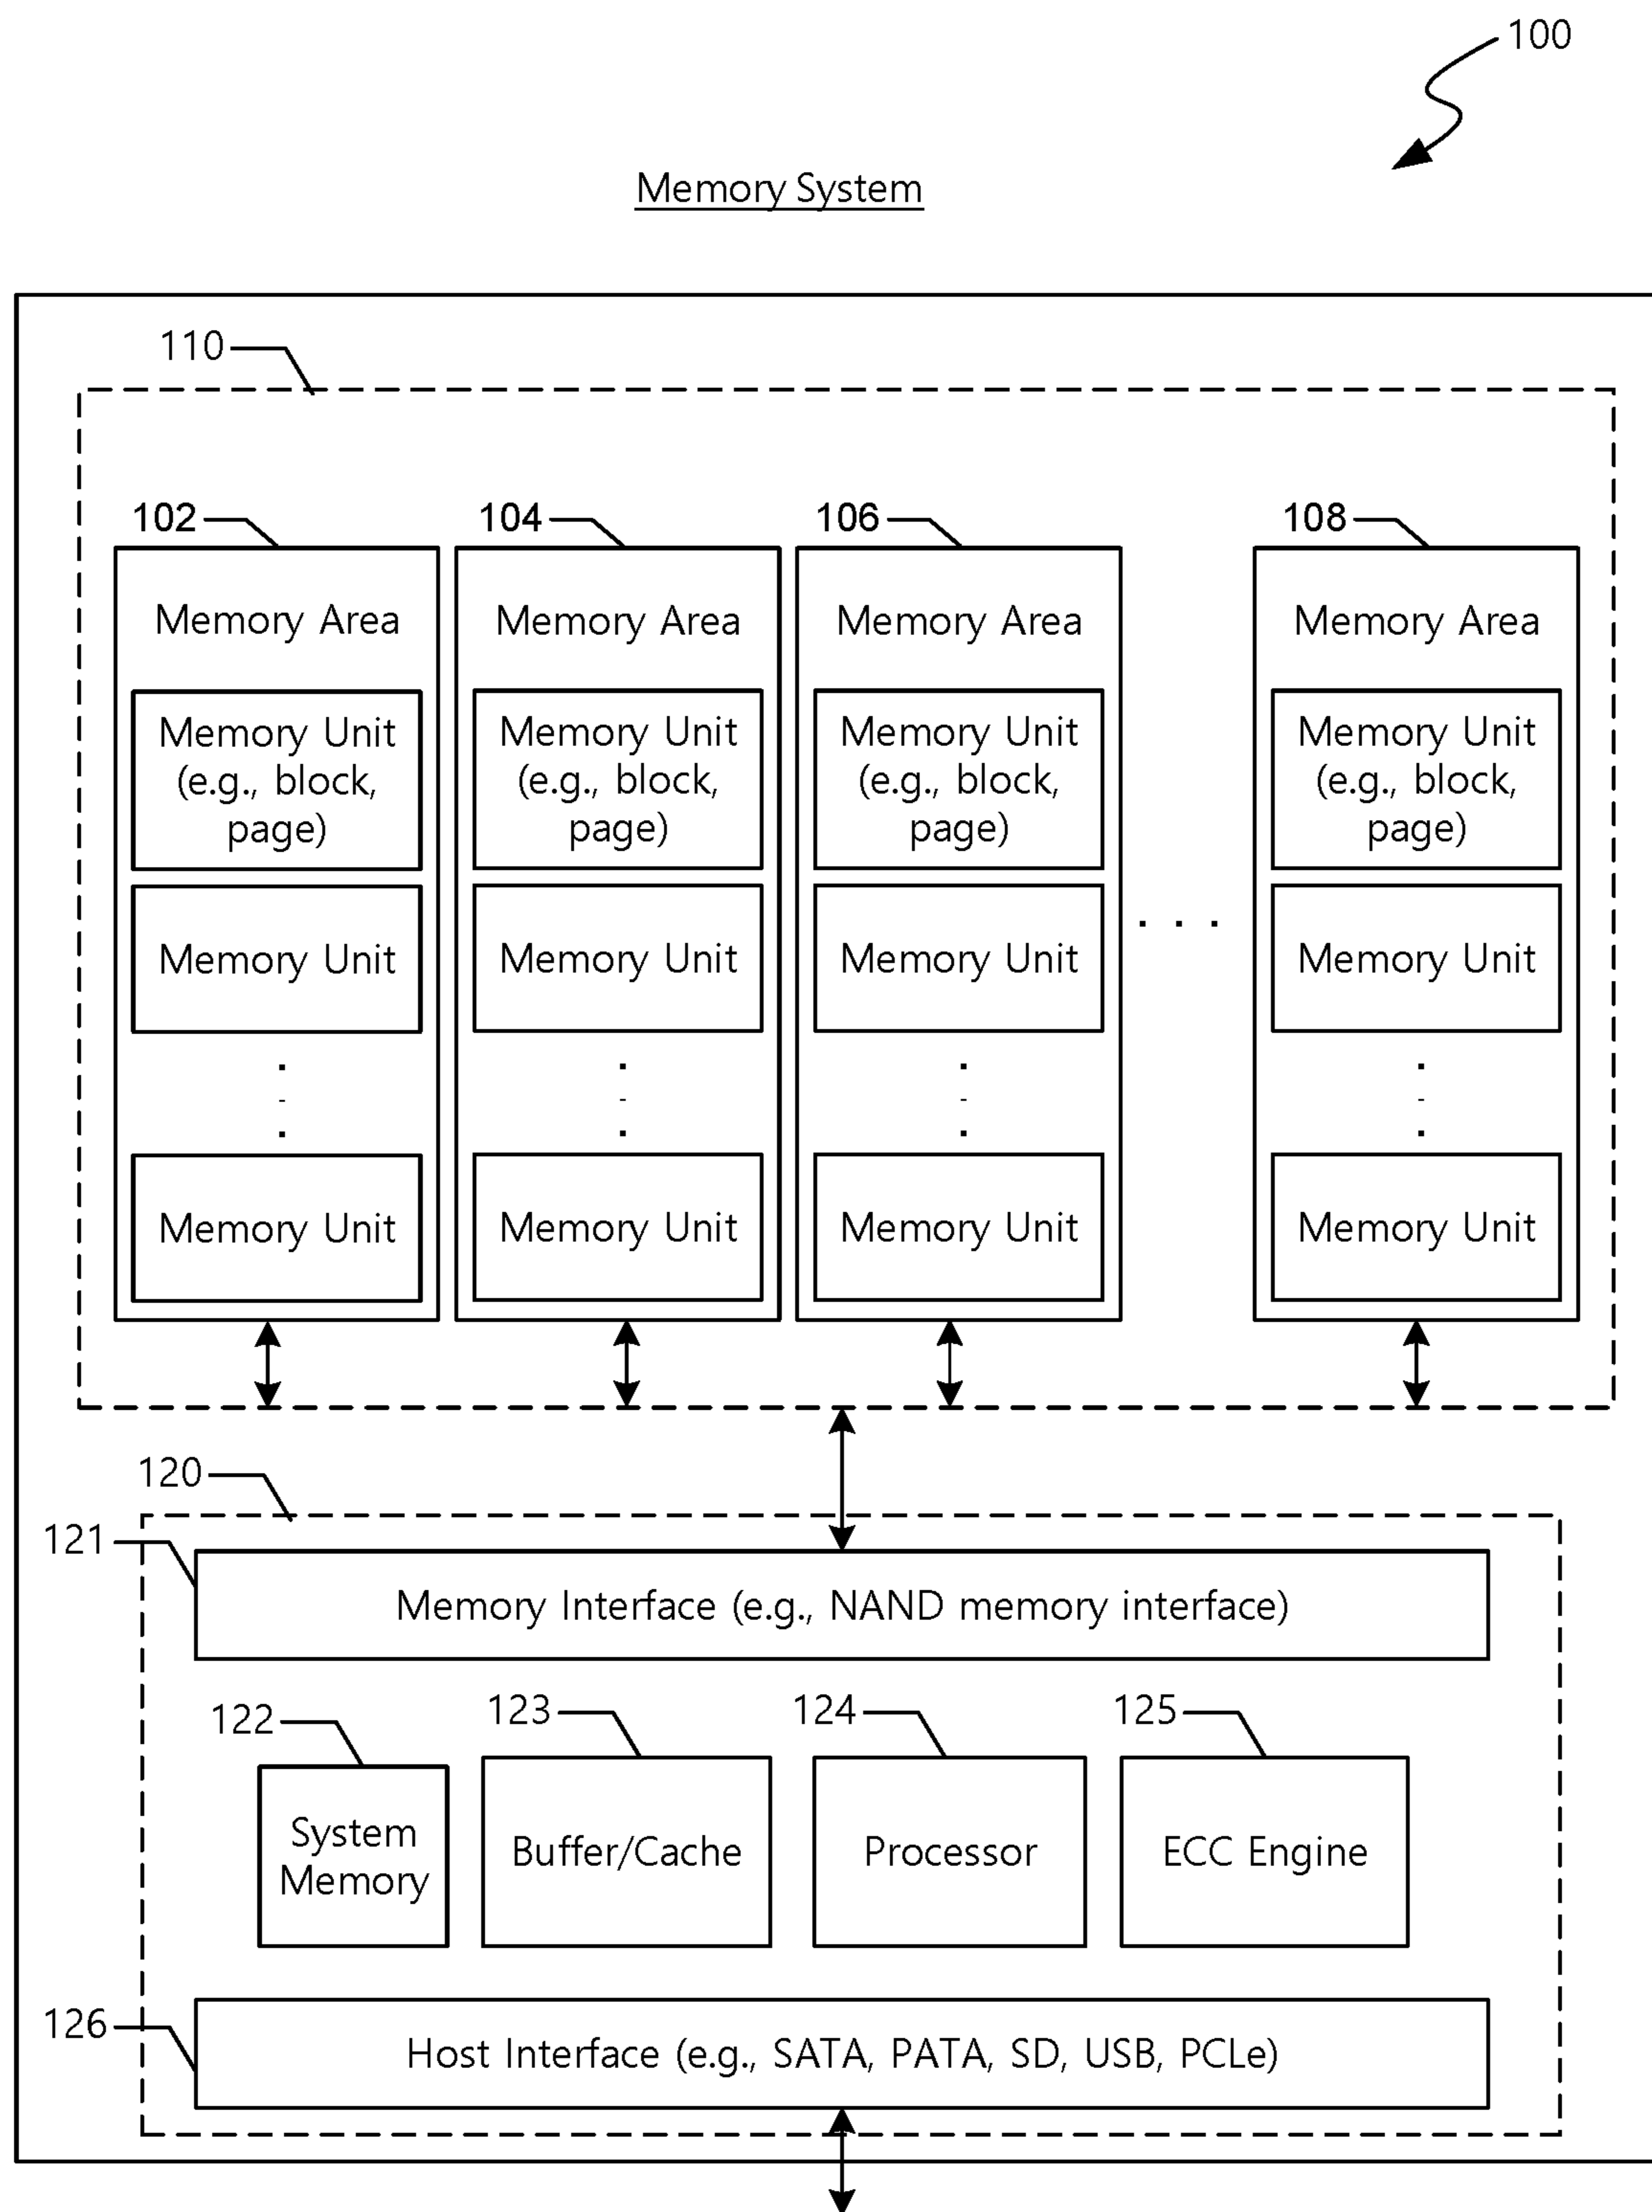 100
Memory System
110
102
104
106
108
Memory Area
Memory Unit
(e.g., block,
page)
Memory Unit
Memory Unit
Memory Area
Memory Unit
(e.g., block,
page)
Memory Unit
Memory Unit
Memory Area
Memory Unit
(e.g., block,
page)
Memory Unit
Memory Unit
. . .
Memory Area
Memory Unit
(e.g., block,
page)
Memory Unit
Memory Unit
120
121
Memory Interface (e.g., NAND memory interface)
122
System
Memory
123
Buffer/Cache
124
Processor
125
ECC Engine
126
Host Interface (e.g., SATA, PATA, SD, USB, PCLe)